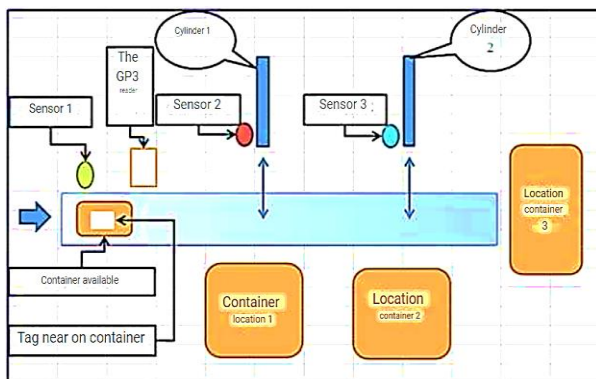 Cylinder 1
Cylinder
2
The
GP3
reader
Sensor 1
Sensor 2
Sensor 3
Location
container
3
Container available
Container
location 1
Location
container 2
Tag near on container